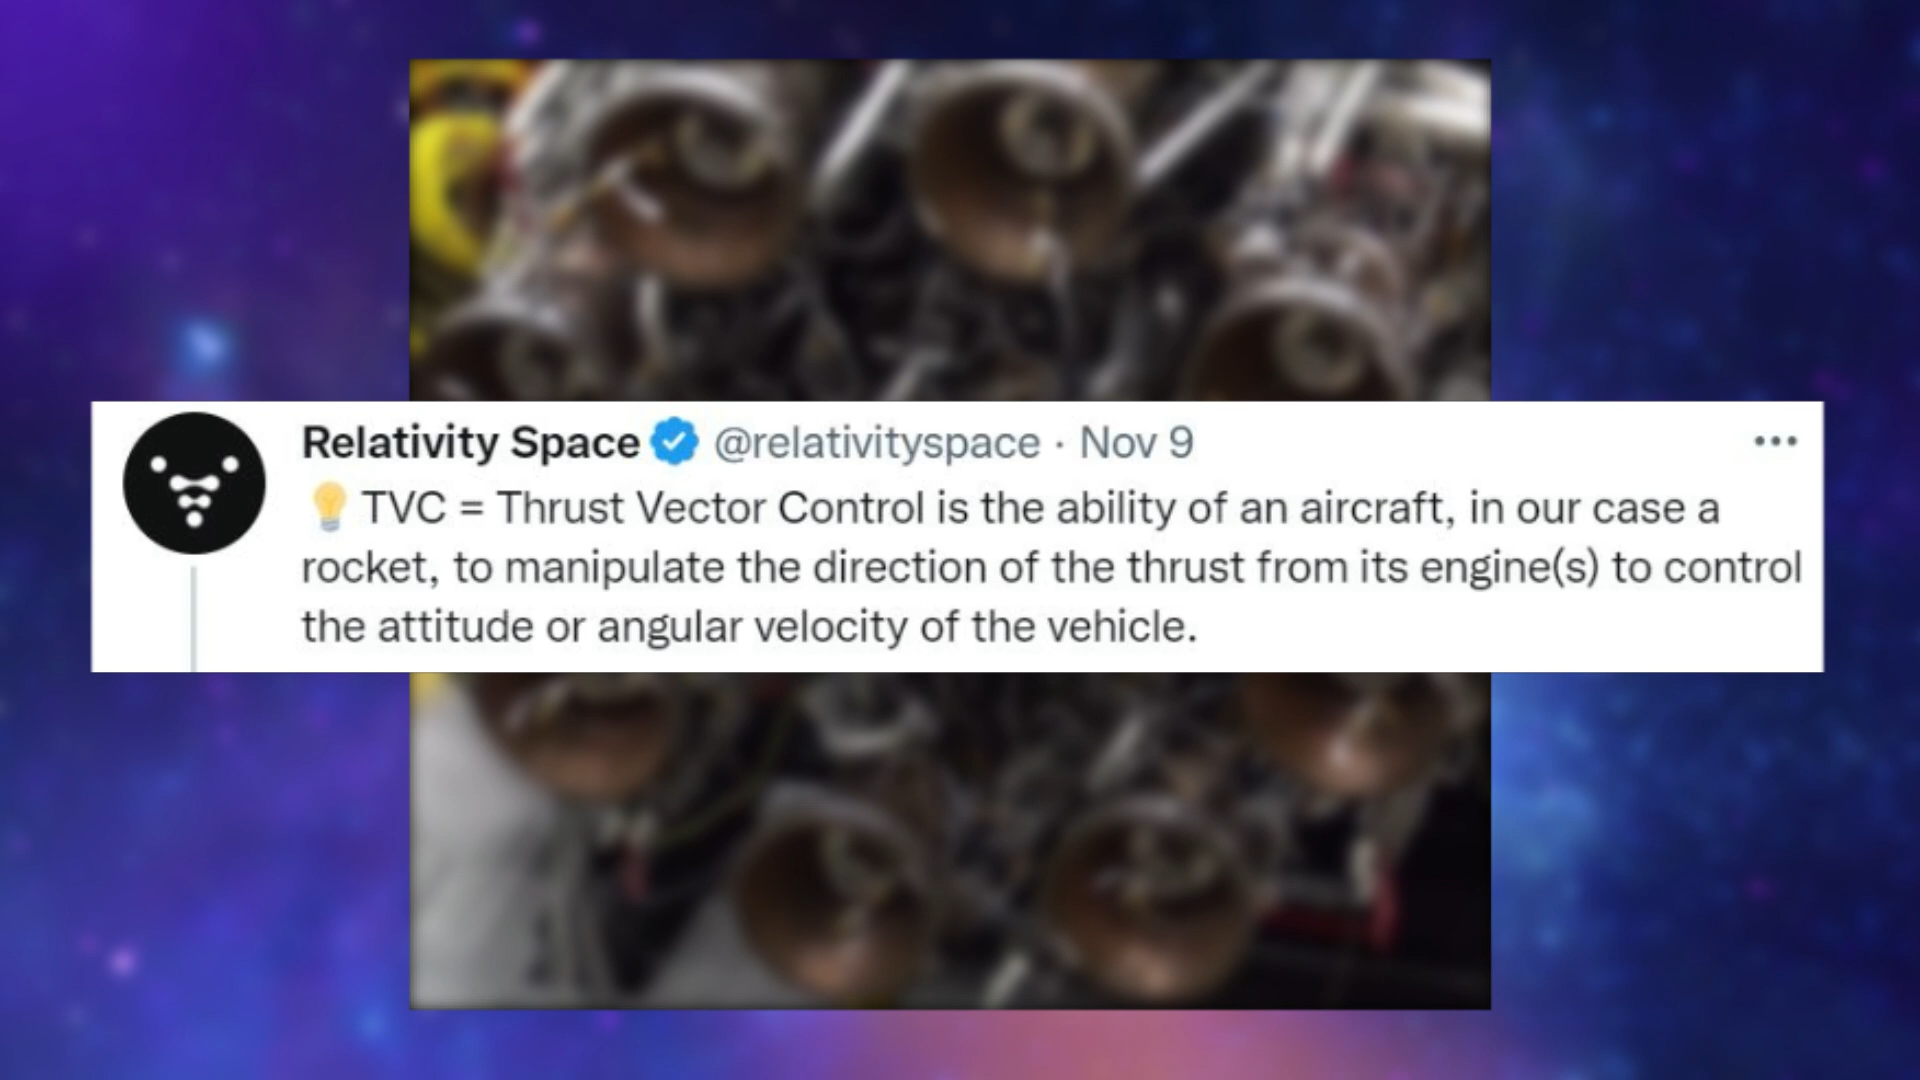 Relativity Space @relativityspace · Nov 9
💡 TVC = Thrust Vector Control is the ability of an aircraft, in our case a
rocket, to manipulate the direction of the thrust from its engine(s) to control
the attitude or angular velocity of the vehicle.